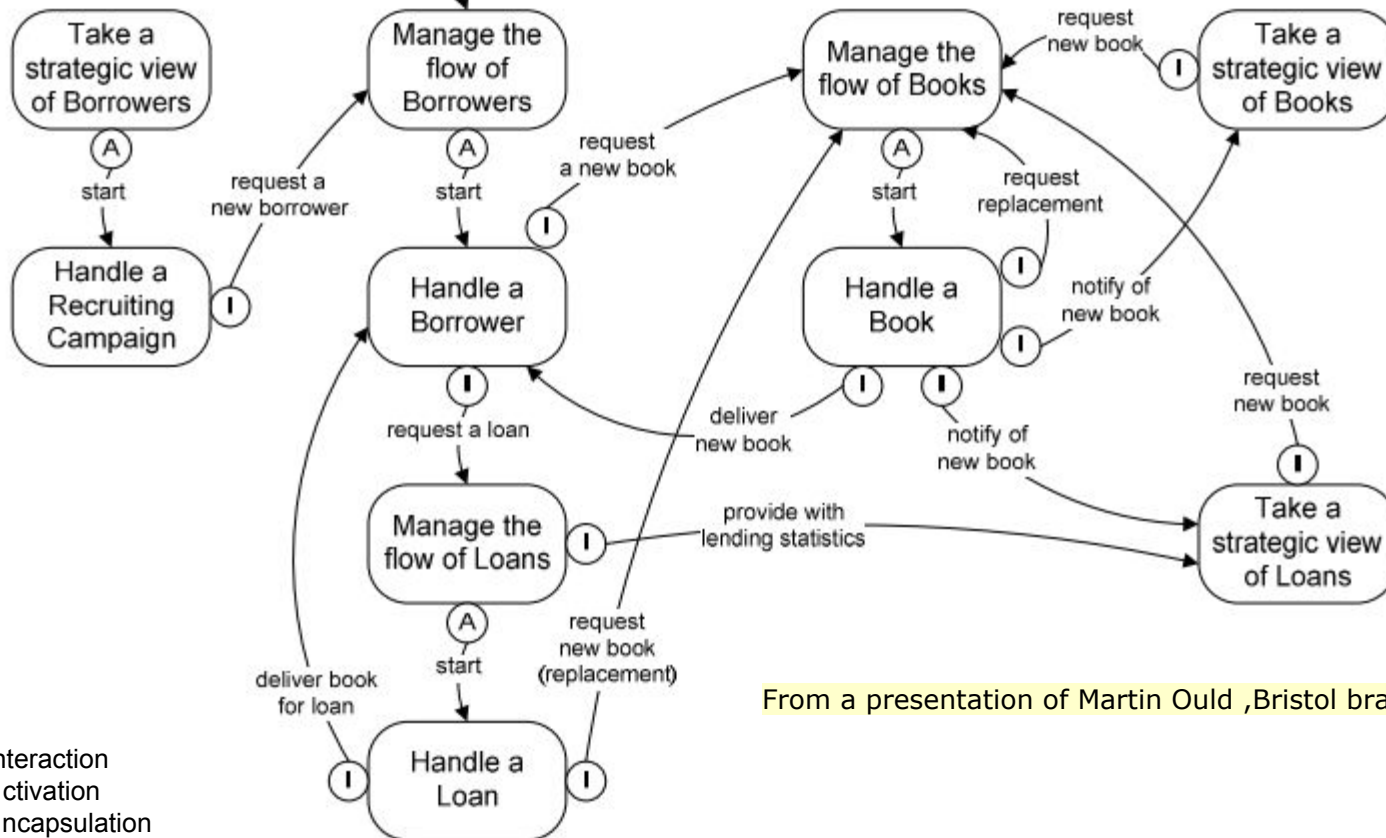 Take a
strategic view
of Borrowers
Manage the
flow of
Borrowers
Manage the
flow of Books
request
new book
I
Take a
strategic view
of Books
A
start
request a
new borrower
A
start
request
a new book
I
A
start
request
replacement
I
Handle a
Recruiting
Campaign
I
Handle a
Borrower
Handle a
Book
I
notify of
new book
I
request a loan
I
deliver
new book
I
notify of
new book
request
new book
I
Manage the
flow of Loans
I
provide with
lending statistics
Take a
strategic view
of Loans
A
start
request
new book
(replacement)
deliver book
for loan
From a presentation of Martin Ould ,Bristol bra
I
Handle a
Loan
I
nteraction
ctivation
ncapsulation